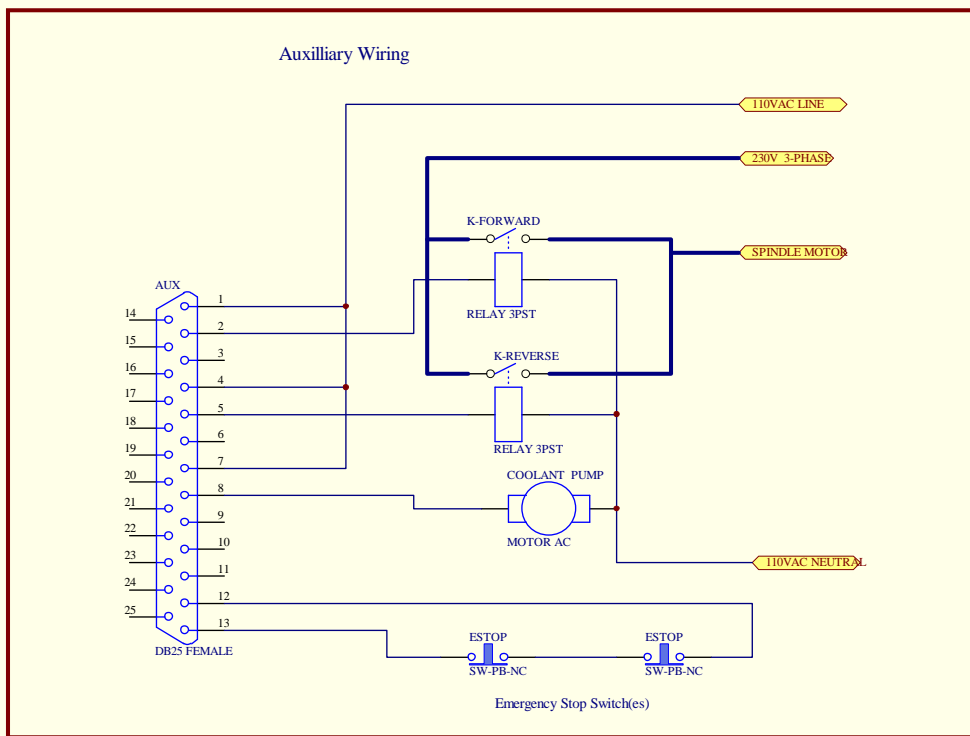 Auxilliary Wiring
110VAC LINE
230V 3-PHASE
K-FORWARD
SPINDLE MOTOR
RELAY 3PST
AUX
1
14
2
15
3
K-REVERSE
16
4
17
5
18
6
RELAY 3PST
19
7
COOLANT PUMP
20
8
21
9
MOTOR AC
22
10
23
110VAC NEUTRAL
11
24
12
25
13
DB25 FEMALE
ESTOP
ESTOP
SW-PB-NC
SW-PB-NC
Emergency Stop Switch(es)